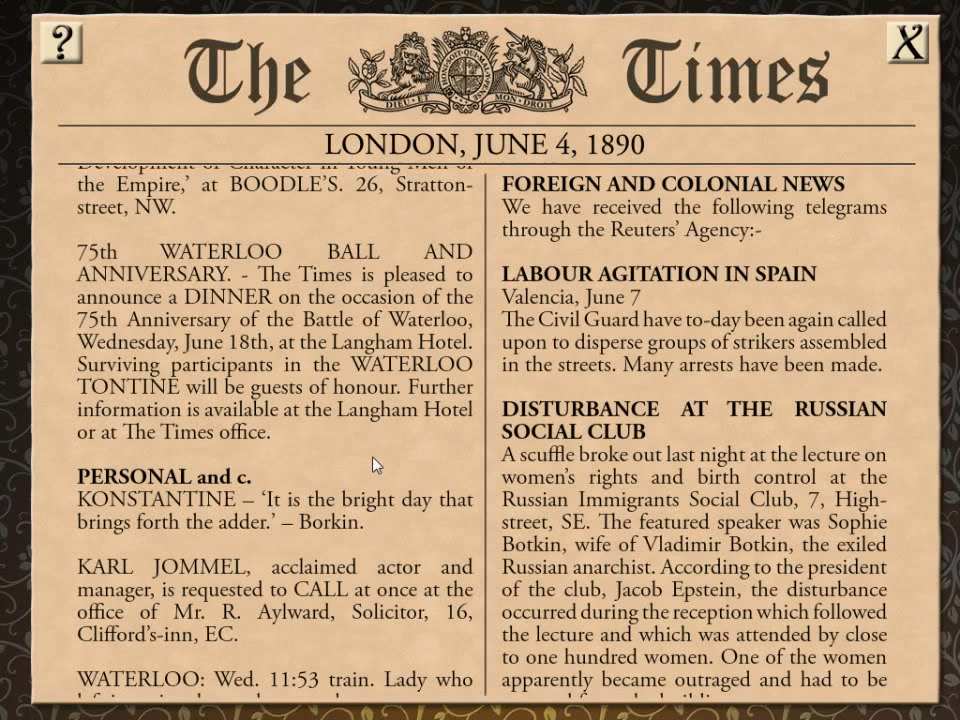 ?
The Times
X
DIEU·ET MON·DROIT
LONDON, JUNE 4, 1890
Development of Character in Young Men of
the Empire,’ at BOODLE’S. 26, Stratton-
street, NW.
75th WATERLOO BALL AND
ANNIVERSARY. - The Times is pleased to
announce a DINNER on the occasion of the
75th Anniversary of the Battle of Waterloo,
Wednesday, June 18th, at the Langham Hotel.
Surviving participants in the WATERLOO
TONTINE will be guests of honour. Further
information is available at the Langham Hotel
or at The Times office.
PERSONAL and c.
KONSTANTINE – ‘It is the bright day that
brings forth the adder.’ – Borkin.
KARL JOMMEL, acclaimed actor and
manager, is requested to CALL at once at the
office of Mr. R. Aylward, Solicitor, 16,
Clifford’s-inn, EC.
WATERLOO: Wed. 11:53 train. Lady who
FOREIGN AND COLONIAL NEWS
We have received the following telegrams
through the Reuters’ Agency:-
LABOUR AGITATION IN SPAIN
Valencia, June 7
The Civil Guard have to-day been again called
upon to disperse groups of strikers assembled
in the streets. Many arrests have been made.
DISTURBANCE AT THE RUSSIAN
SOCIAL CLUB
A scuffle broke out last night at the lecture on
women’s rights and birth control at the
Russian Immigrants Social Club, 7, High-
street, SE. The featured speaker was Sophie
Botkin, wife of Vladimir Botkin, the exiled
Russian anarchist. According to the president
of the club, Jacob Epstein, the disturbance
occurred during the reception which followed
the lecture and which was attended by close
to one hundred women. One of the women
apparently became outraged and had to be